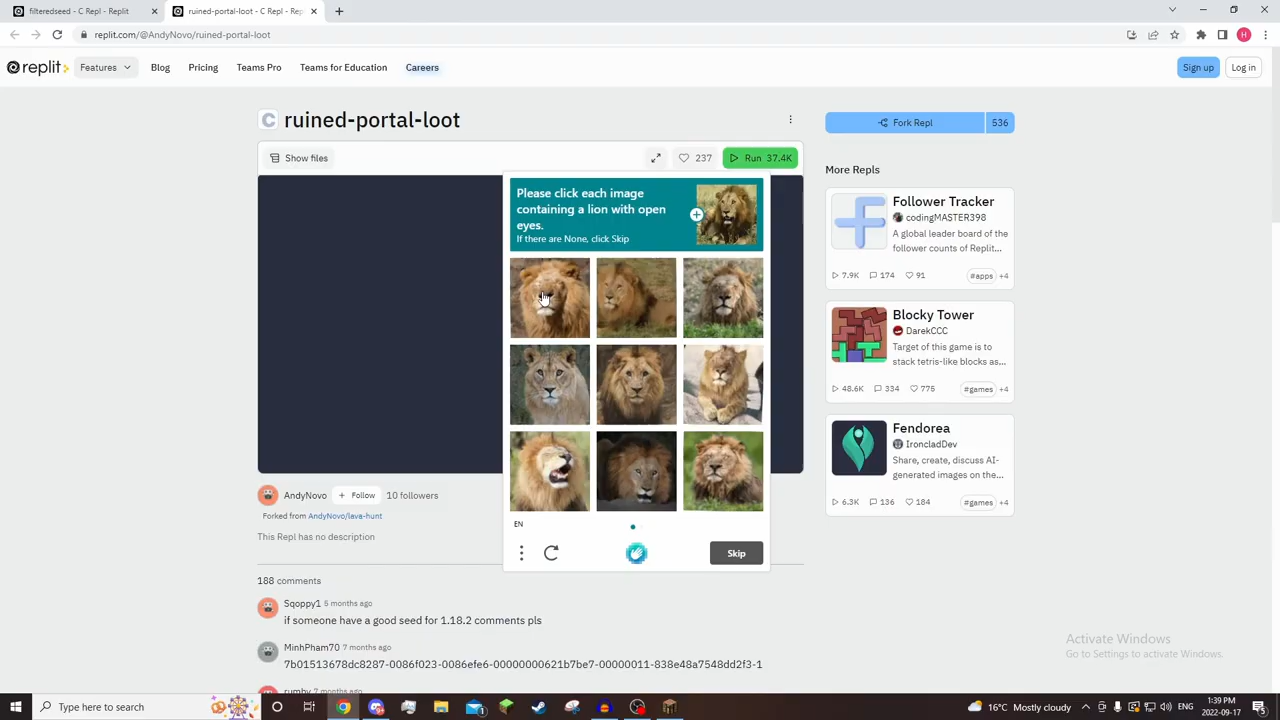 filteredseed - C Repl - Replit
ruined-portal-loot - C Repl - Rep
replit.com/@AndyNovo/ruined-portal-loot
H
replit
Features
Blog
Pricing
Teams Pro
Teams for Education
Careers
Sign up
Log in
C ruined-portal-loot
Fork Repl 536
Show files
237
Run 37.4K
Please click each image
containing a lion with open
eyes.
If there are None, click Skip
EN
Skip
More Repls
Follower Tracker
codingMASTER398
A global leader board of the
follower counts of Replit...
7.9K 174 91 #apps +4
Blocky Tower
DarekCCC
Target of this game is to
stack tetris-like blocks as...
48.6K 334 775 #games +4
Fendorea
IroncladDev
Share, create, discuss AI-
generated images on the...
6.3K 136 184 #games +4
AndyNovo + Follow 10 followers
Forked from AndyNovo/lava-hunt
This Repl has no description
188 comments
Sqoppy1 5 months ago
if someone have a good seed for 1.18.2 comments pls
MinhPham70 7 months ago
7b01513678dc8287-0086f023-0086efe6-00000000621b7be7-00000011-838e48a7548dd2f3-1
rumby 7 months ago
Activate Windows
Go to Settings to activate Windows.
Type here to search
16°C Mostly cloudy
ENG
1:39 PM
2022-09-17